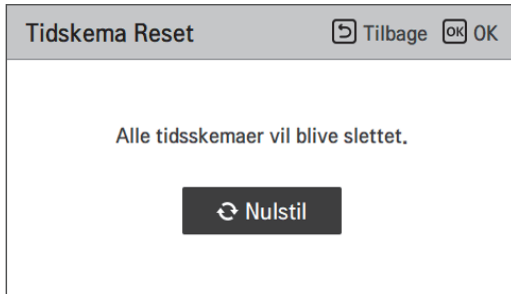 Tidskema Reset Tilbage OK OK
Alle tidsskemaer vil blive slettet.
Nulstil